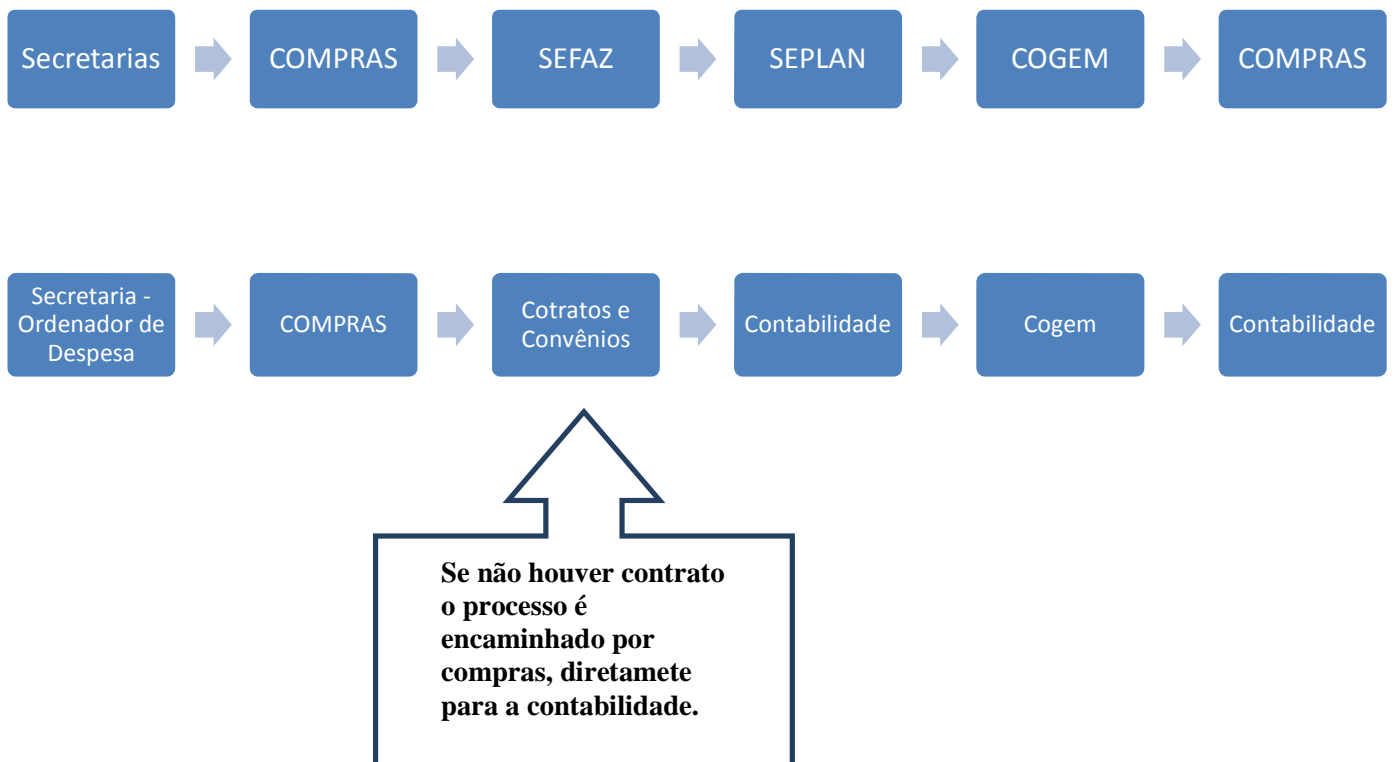 Secretarias
COMPRAS
SEFAZ
SEPLAN
COGEM
COMPRAS
Secretaria -
Ordenador de
Despesa
COMPRAS
Cotratos e
Convênios
Contabilidade
Cogem
Contabilidade
Se não houver contrato
o processo é
encaminhado por
compras, diretamete
para a contabilidade.